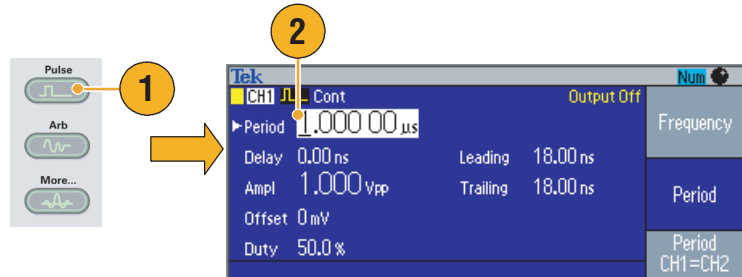 2
Pulse
1
Arb
More...
Tek Num
CH1 Cont Output Off
Period 1.000 00 µs
Delay 0.00 ns Leading 18.00 ns
Ampl 1.000 Vpp Trailing 18.00 ns
Offset 0 mV
Duty 50.0 %
Frequency
Period
Period
CH1=CH2